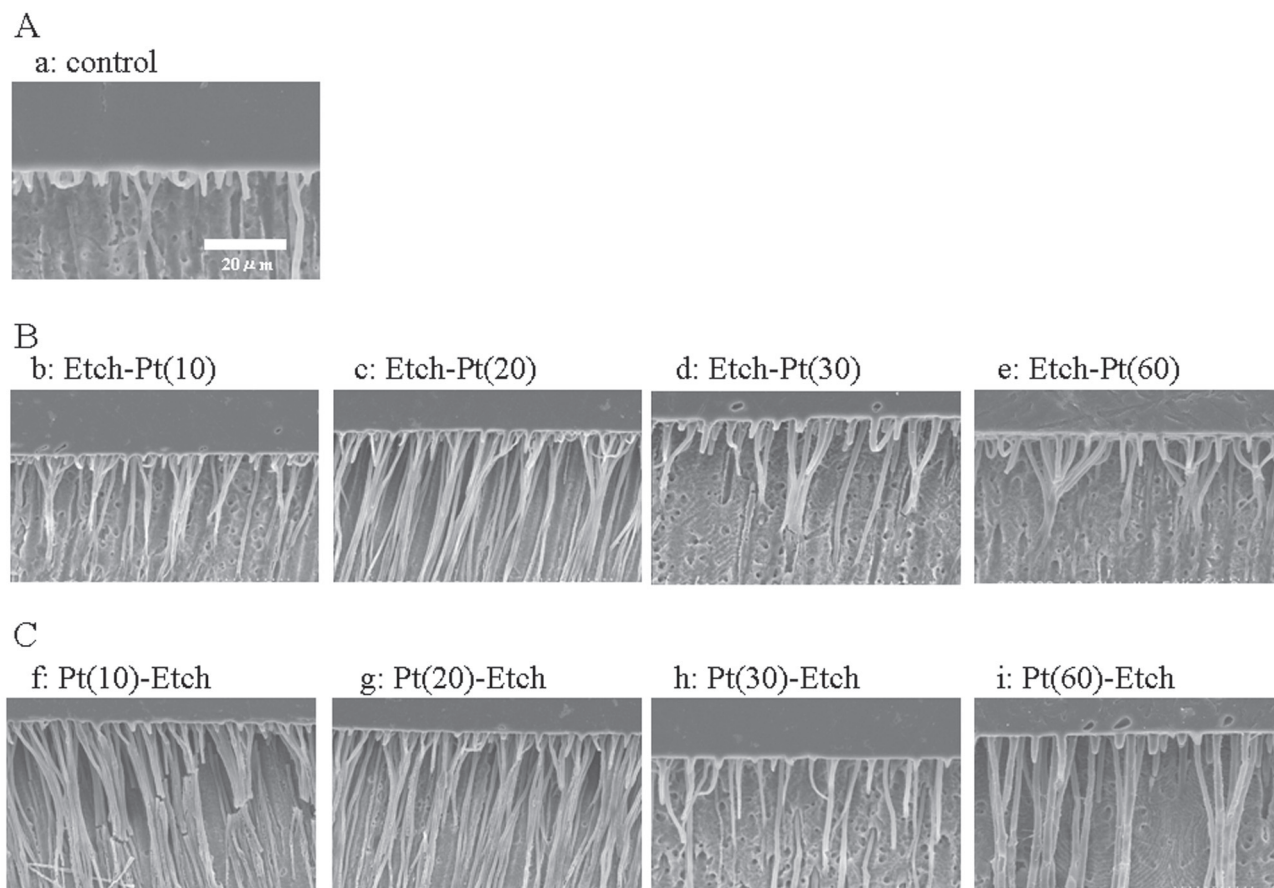 A
a: control
20 μm
B
b: Etch-Pt(10)
c: Etch-Pt(20)
d: Etch-Pt(30)
e: Etch-Pt(60)
C
f: Pt(10)-Etch
g: Pt(20)-Etch
h: Pt(30)-Etch
i: Pt(60)-Etch